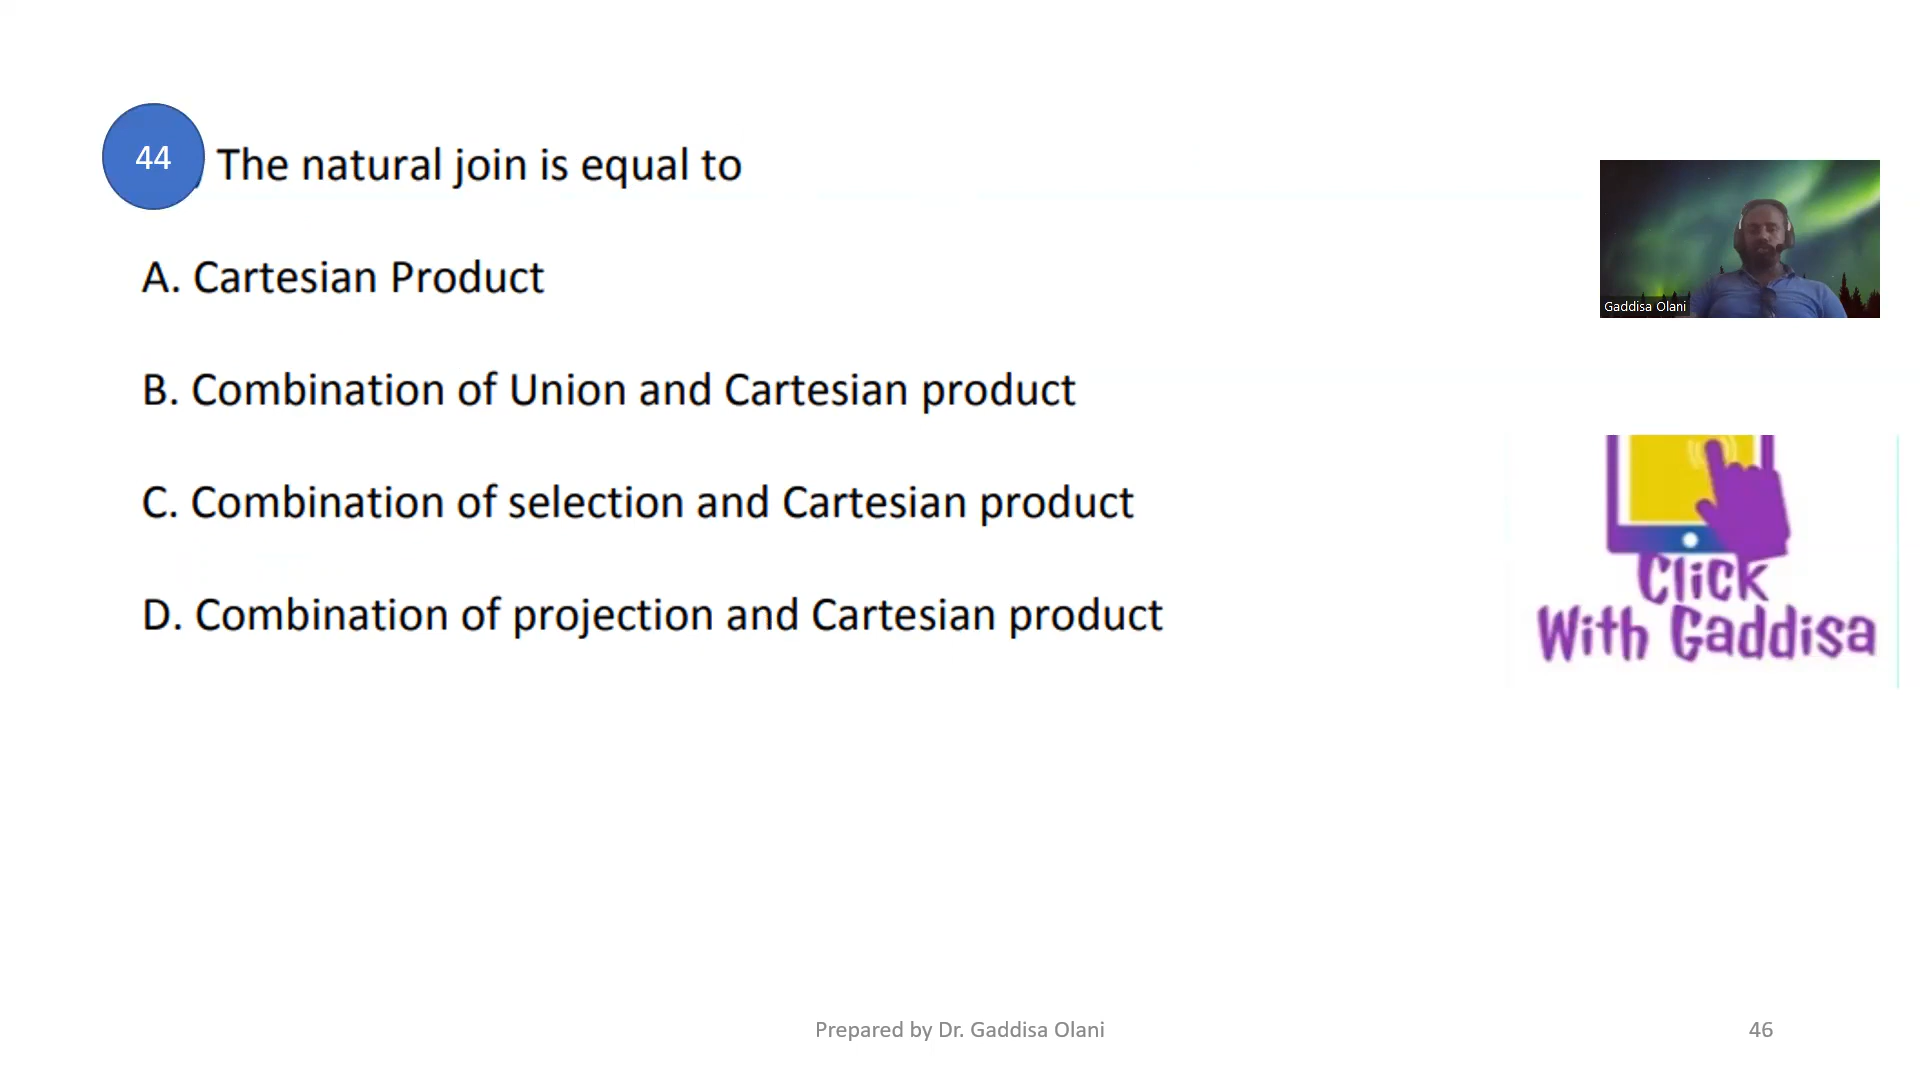 44 The natural join is equal to
A. Cartesian Product
B. Combination of Union and Cartesian product
C. Combination of selection and Cartesian product
D. Combination of projection and Cartesian product
Gaddisa Olani
Click
With Gaddisa
Prepared by Dr. Gaddisa Olani
46